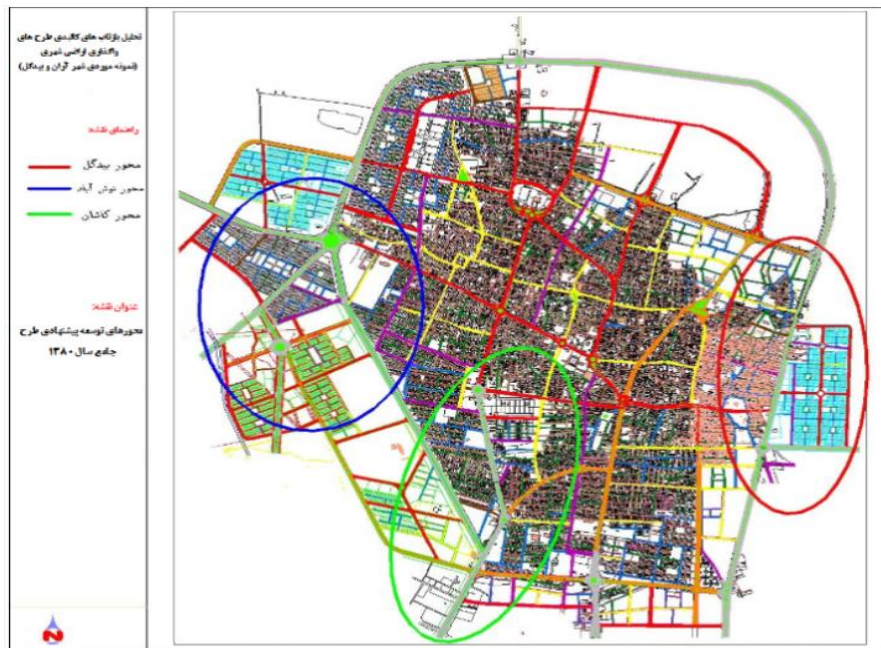 تحلیل بازتاب های کالبدی طرح های
واگذاری اراضی شهری
(نمونه موردی شهر آران و بیدگل)
راهنمای نقشه:
محور بیدگل
محور نوش آباد
محور کاشان
عنوان نقشه:
محورهای توسعه پیشنهادی طرح
جامع سال ۱۳۸۰
N